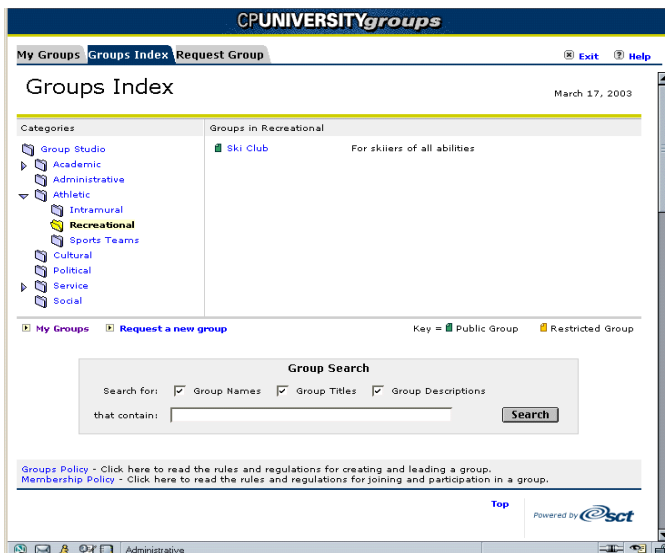 CPUNIVERSITYgroups
My Groups Groups Index Request Group Exit ? Help
Groups Index
March 17, 2003
Categories Groups in Recreational
Group Studio Ski Club For skiiers of all abilities
Academic
Administrative
Athletic
Intramural
Recreational
Sports Teams
Cultural
Political
Service
Social
My Groups Request a new group Key = Public Group Restricted Group
Group Search
Search for: Group Names Group Titles Group Descriptions
that contain: Search
Groups Policy - Click here to read the rules and regulations for creating and leading a group.
Membership Policy - Click here to read the rules and regulations for joining and participation in a group.
Top
Powered by sct
Administrative